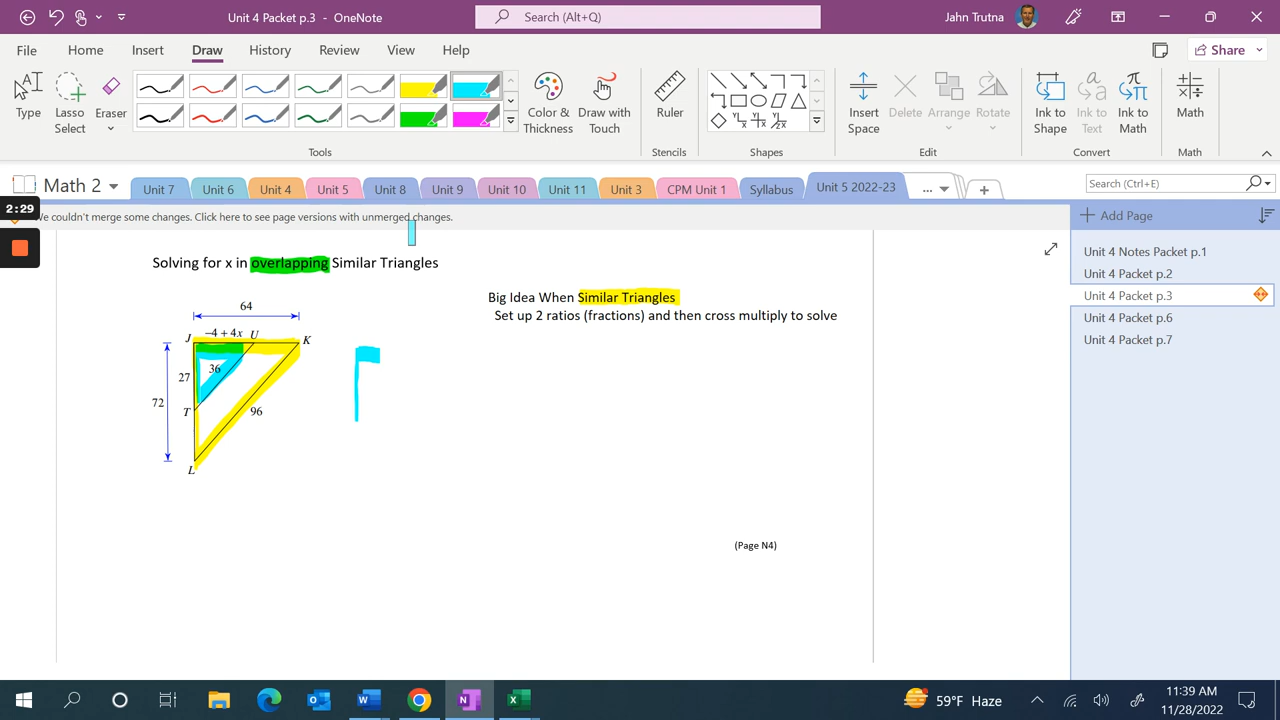 Unit 4 Packet p.3 - OneNote
Search (Alt+Q)
Jahn Trutna
File Home Insert Draw History Review View Help
Share
Type
Lasso Select
Eraser
Color & Thickness
Draw with Touch
Ruler
Insert Space
Delete
Arrange
Rotate
Ink to Shape
Ink to Text
Ink to Math
Math
Tools
Stencils
Shapes
Edit
Convert
Math
Math 2
Unit 7
Unit 6
Unit 4
Unit 5
Unit 8
Unit 9
Unit 10
Unit 11
Unit 3
CPM Unit 1
Syllabus
Unit 5 2022-23
...
Search (Ctrl+E)
2:29
e couldn't merge some changes. Click here to see page versions with unmerged changes.
Add Page
Unit 4 Notes Packet p.1
Unit 4 Packet p.2
Unit 4 Packet p.3
Unit 4 Packet p.6
Unit 4 Packet p.7
Solving for x in overlapping Similar Triangles
Big Idea When Similar Triangles
Set up 2 ratios (fractions) and then cross multiply to solve
64
−4 + 4x
J U K
36
27
72
T
96
L
(Page N4)
59°F Haze
11:39 AM
11/28/2022